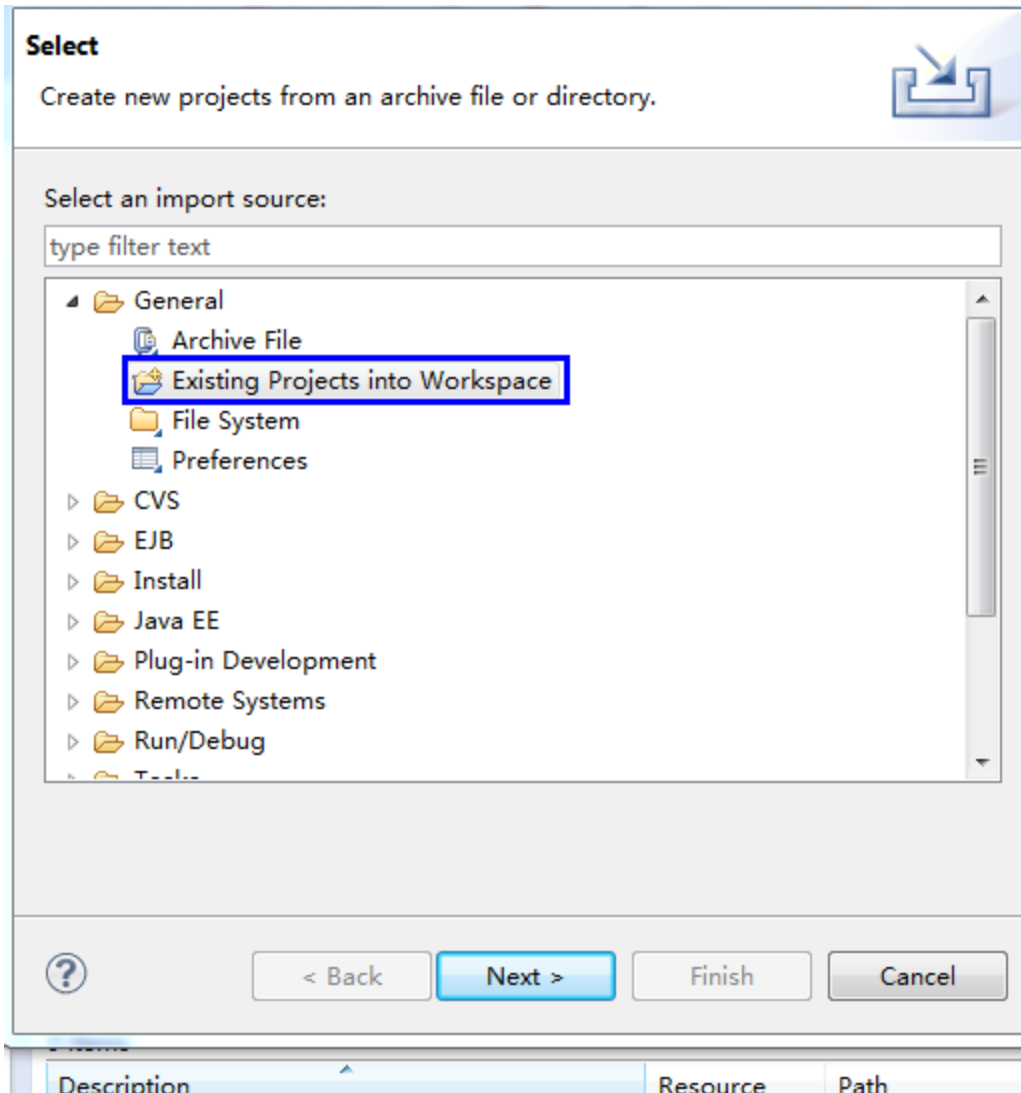 Select
Create new projects from an archive file or directory.
Select an import source:
type filter text
General
Archive File
Existing Projects into Workspace
File System
Preferences
CVS
EJB
Install
Java EE
Plug-in Development
Remote Systems
Run/Debug
Tasks
< Back Next > Finish Cancel
Description Resource Path